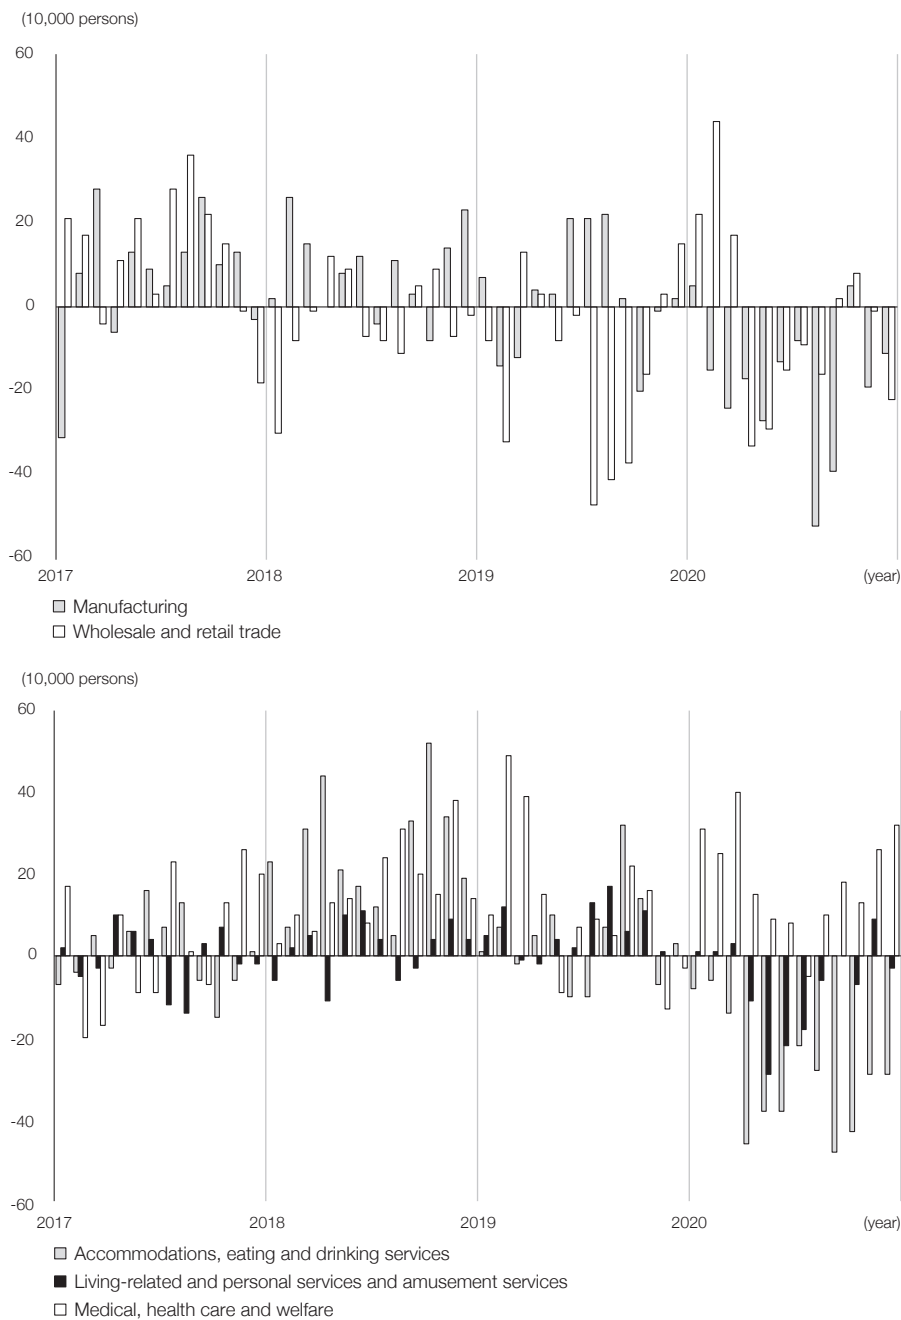 (10,000 persons)
60
40
20
0
-20
-40
-60
2017 2018 2019 2020 (year)
Manufacturing
Wholesale and retail trade
(10,000 persons)
60
40
20
0
-20
-40
-60
2017 2018 2019 2020 (year)
Accommodations, eating and drinking services
Living-related and personal services and amusement services
Medical, health care and welfare